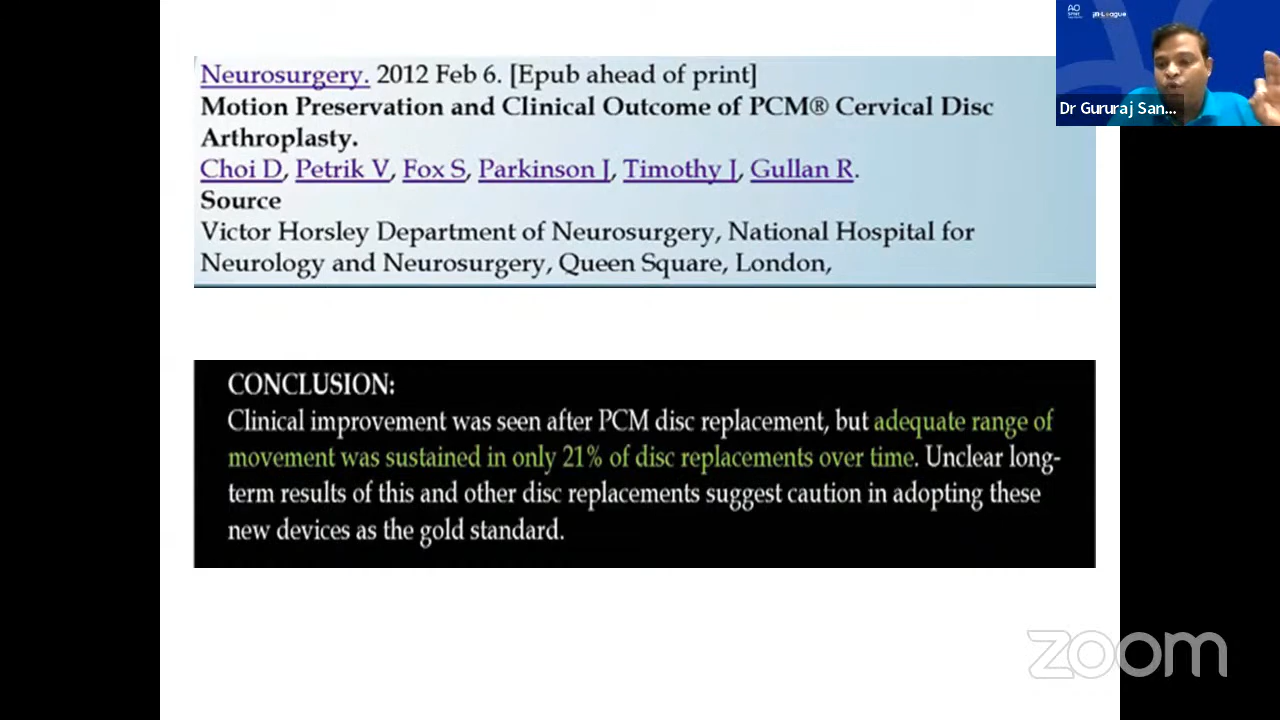 Neurosurgery. 2012 Feb 6. [Epub ahead of print]
Motion Preservation and Clinical Outcome of PCM® Cervical Disc
Arthroplasty.
Choi D, Petrik V, Fox S, Parkinson J, Timothy J, Gullan R.
Source
Victor Horsley Department of Neurosurgery, National Hospital for
Neurology and Neurosurgery, Queen Square, London,
CONCLUSION:
Clinical improvement was seen after PCM disc replacement, but adequate range of
movement was sustained in only 21% of disc replacements over time. Unclear long-
term results of this and other disc replacements suggest caution in adopting these
new devices as the gold standard.
AO
Dr Gururaj San...
zoom